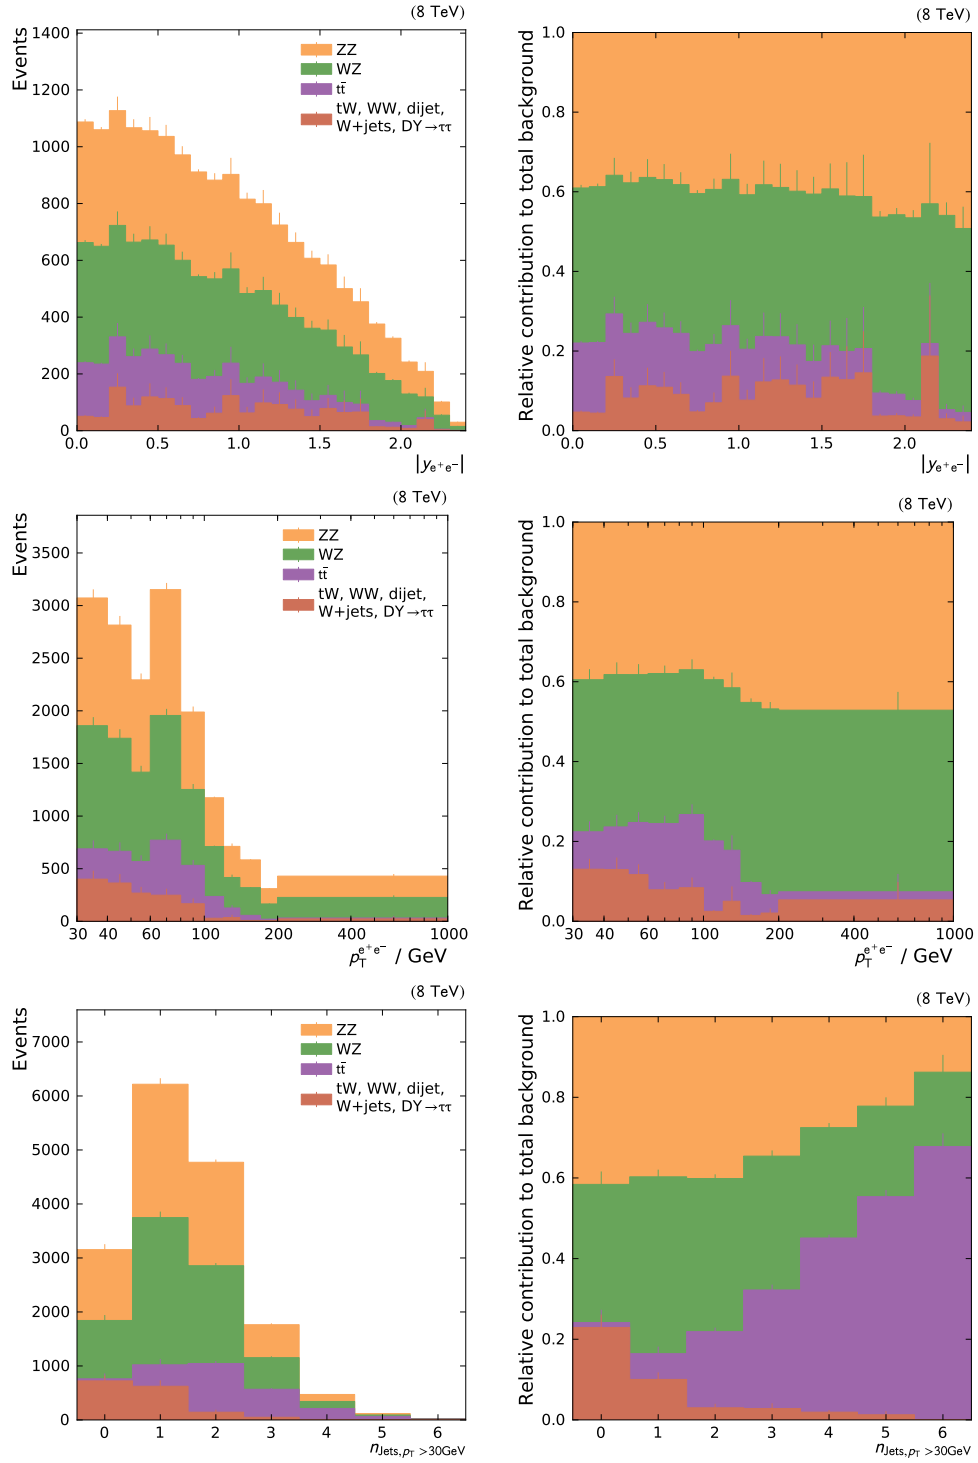 (8 TeV)
Events
1400
1200
1000
800
600
400
200
0
ZZ
WZ
tt̄
tW, WW, dijet,
W+jets, DY→ττ
0.0 0.5 1.0 1.5 2.0
|y e⁺e⁻|
(8 TeV)
Relative contribution to total background
1.0
0.8
0.6
0.4
0.2
0.0
0.0 0.5 1.0 1.5 2.0
|y e⁺e⁻|
(8 TeV)
Events
3500
3000
2500
2000
1500
1000
500
0
ZZ
WZ
tt̄
tW, WW, dijet,
W+jets, DY→ττ
30 40 60 100 200 400 1000
p_T^{e⁺e⁻} / GeV
(8 TeV)
Relative contribution to total background
1.0
0.8
0.6
0.4
0.2
0.0
30 40 60 100 200 400 1000
p_T^{e⁺e⁻} / GeV
(8 TeV)
Events
7000
6000
5000
4000
3000
2000
1000
0
ZZ
WZ
tt̄
tW, WW, dijet,
W+jets, DY→ττ
0 1 2 3 4 5 6
n_{Jets, p_T >30GeV}
(8 TeV)
Relative contribution to total background
1.0
0.8
0.6
0.4
0.2
0.0
0 1 2 3 4 5 6
n_{Jets, p_T >30GeV}